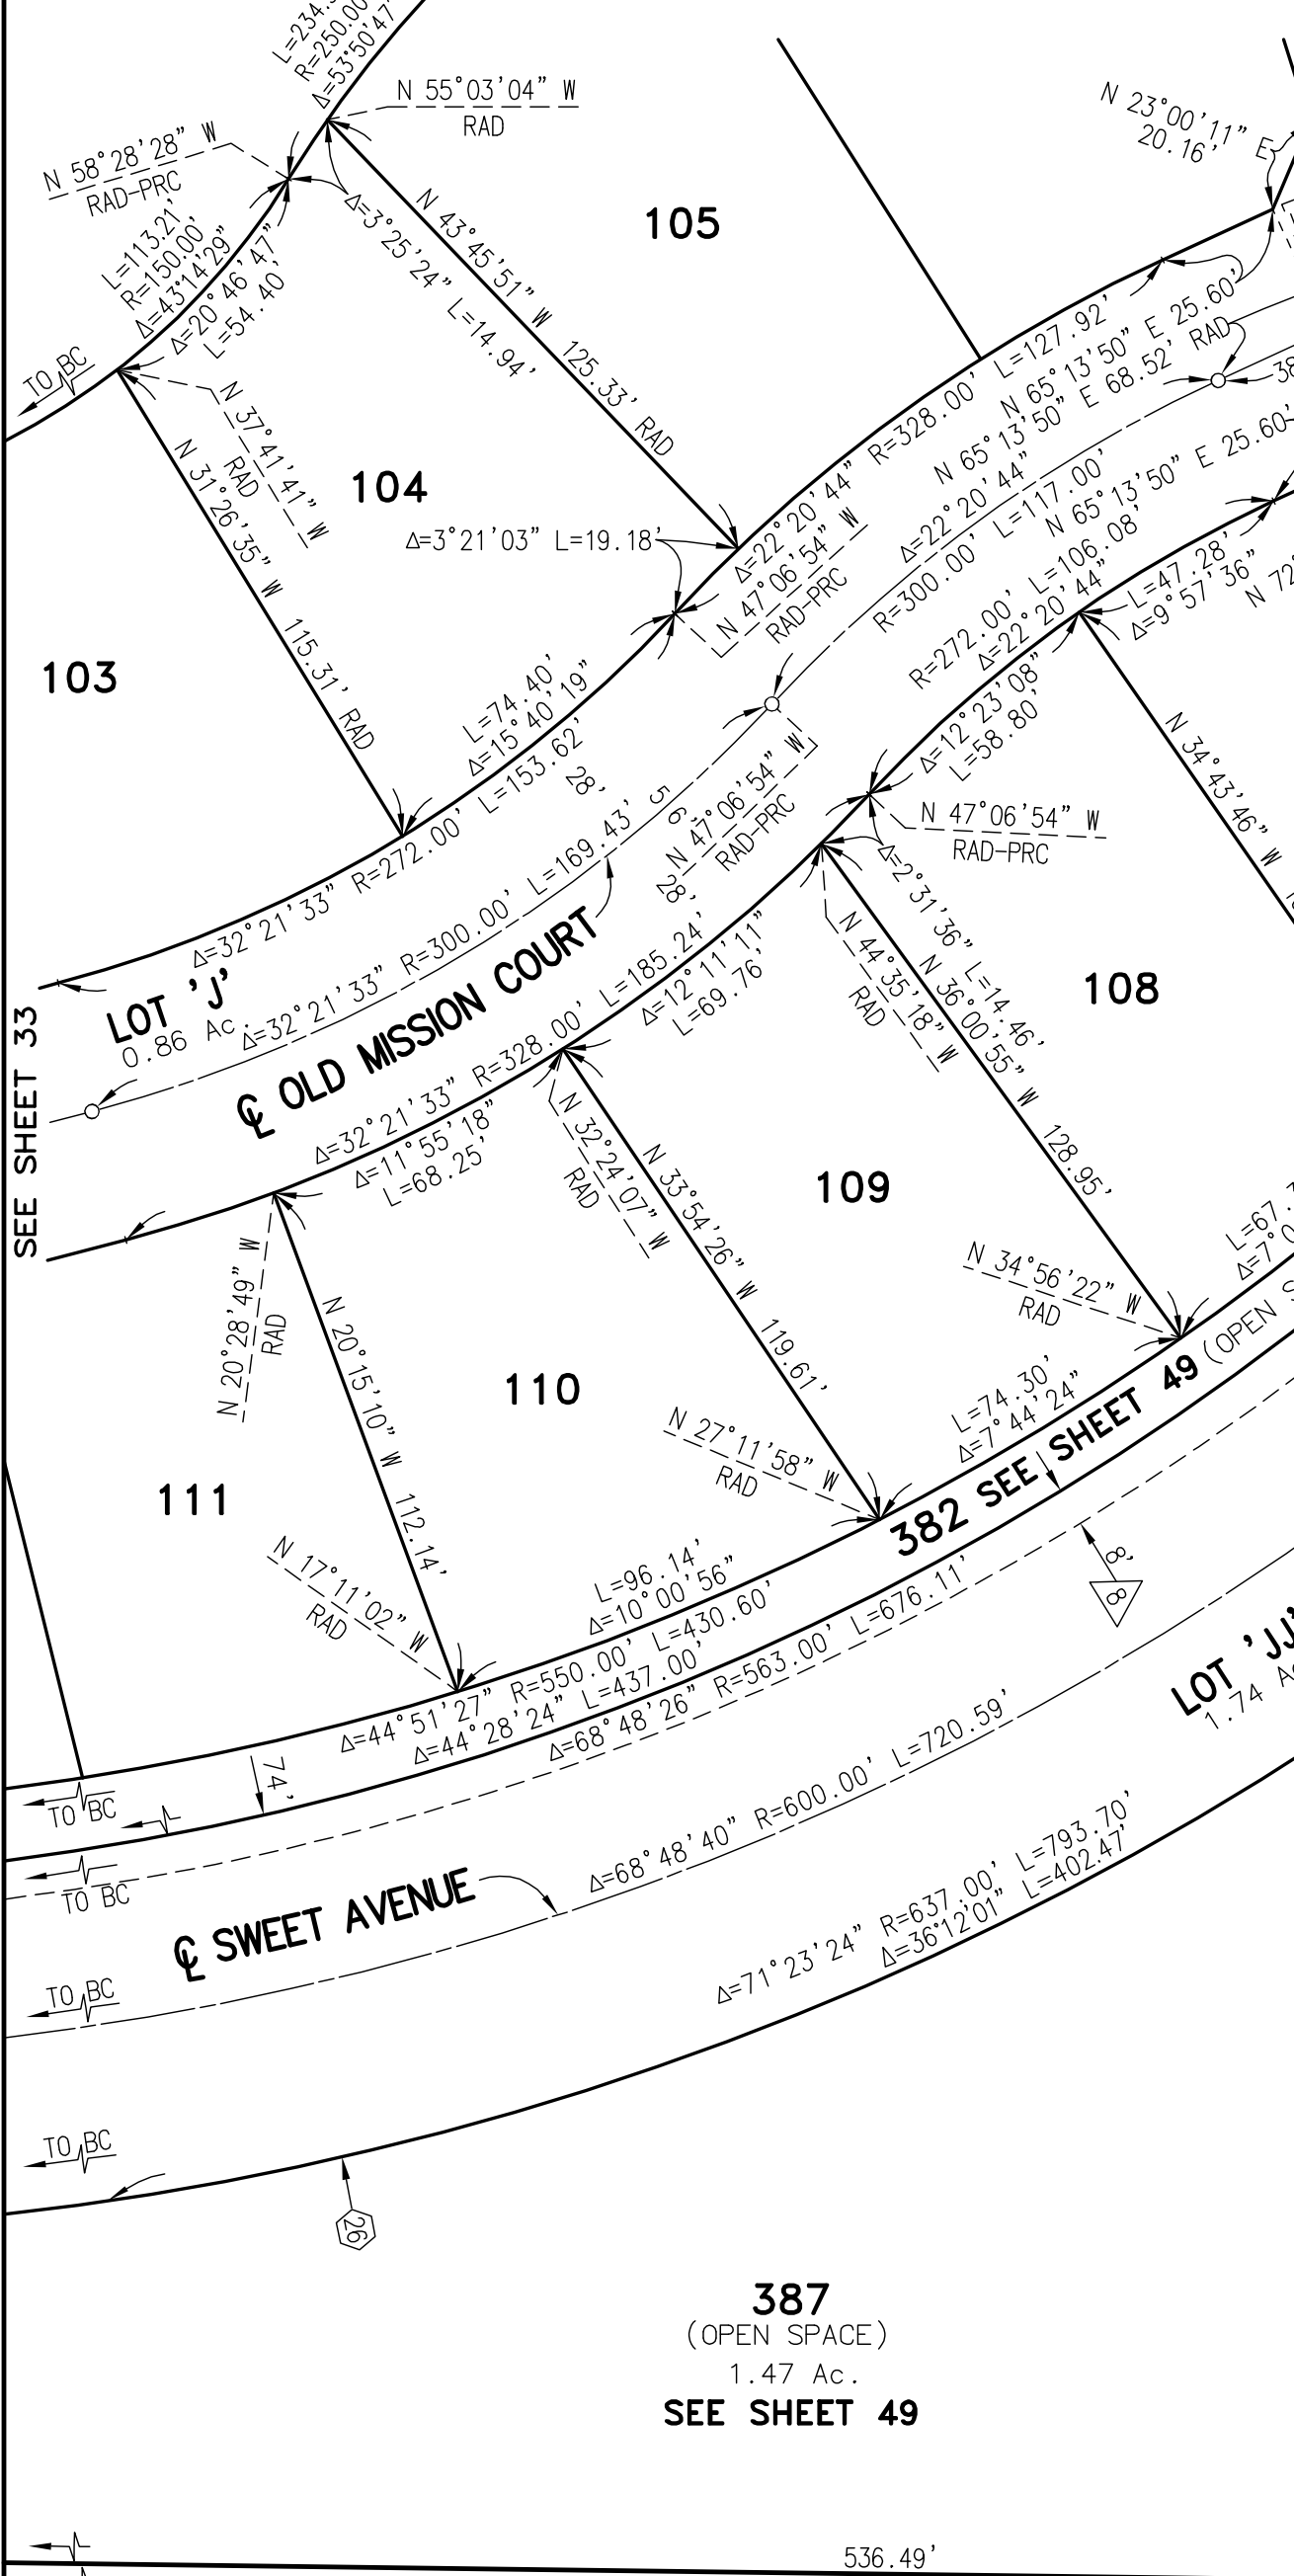 R=250.00'
Δ=53°50'47"
N 55°03'04" W
RAD
N 23°00'11" E
20.16'
N 58°28'28" W
RAD-PRC
L=113.21'
R=150.00'
Δ=43°14'29"
Δ=20°46'47"
L=54.40'
Δ=3°25'24" L=14.94'
N 43°45'51" W 125.33' RAD
105
TO BC
N 37°41'41" W
RAD
N 31°26'35" W 115.31' RAD
104
Δ=3°21'03" L=19.18'
Δ=22°20'44" R=328.00' L=127.92'
N 65°13'50" E 25.60'
N 65°13'50" E 68.52' RAD
N 47°06'54" W
RAD-PRC
Δ=22°20'44"
R=300.00' L=117.00'
N 65°13'50" E 25.60'
R=272.00' L=106.08'
Δ=22°20'44"
L=47.28'
Δ=9°57'36"
103
L=74.40'
Δ=15°40'19"
Δ=32°21'33" R=272.00' L=153.62'
28'
56'
28'
N 47°06'54" W
RAD-PRC
Δ=12°23'08"
L=58.80'
N 47°06'54" W
RAD-PRC
N 34°43'46" W
Δ=32°21'33" R=300.00' L=169.43'
LOT 'J'
0.86 Ac.
℄ OLD MISSION COURT
SEE SHEET 33
Δ=32°21'33" R=328.00' L=185.24'
Δ=12°11'11"
L=69.76'
Δ=11°55'18"
L=68.25'
Δ=2°31'36" L=14.46'
N 44°35'18" W
RAD
N 36°00'55" W 128.95'
108
N 32°24'07" W
RAD
N 33°54'26" W 119.61'
109
N 20°28'49" W
RAD
N 20°15'10" W 112.14'
110
N 34°56'22" W
RAD
L=74.30'
Δ=7°44'24"
N 27°11'58" W
RAD
382 SEE SHEET 49 (OPEN
111
N 17°11'02" W
RAD
L=96.14'
Δ=10°00'56"
Δ=44°51'27" R=550.00' L=430.60'
Δ=44°28'24" L=437.00'
Δ=68°48'26" R=563.00' L=676.11'
8'
8
74'
TO BC
TO BC
LOT 'JJ'
1.74
Δ=68°48'40" R=600.00' L=720.59'
℄ SWEET AVENUE
TO BC
Δ=71°23'24" R=637.00' L=793.70'
Δ=36°12'01" L=402.47'
TO BC
26
387
(OPEN SPACE)
1.47 Ac.
SEE SHEET 49
536.49'